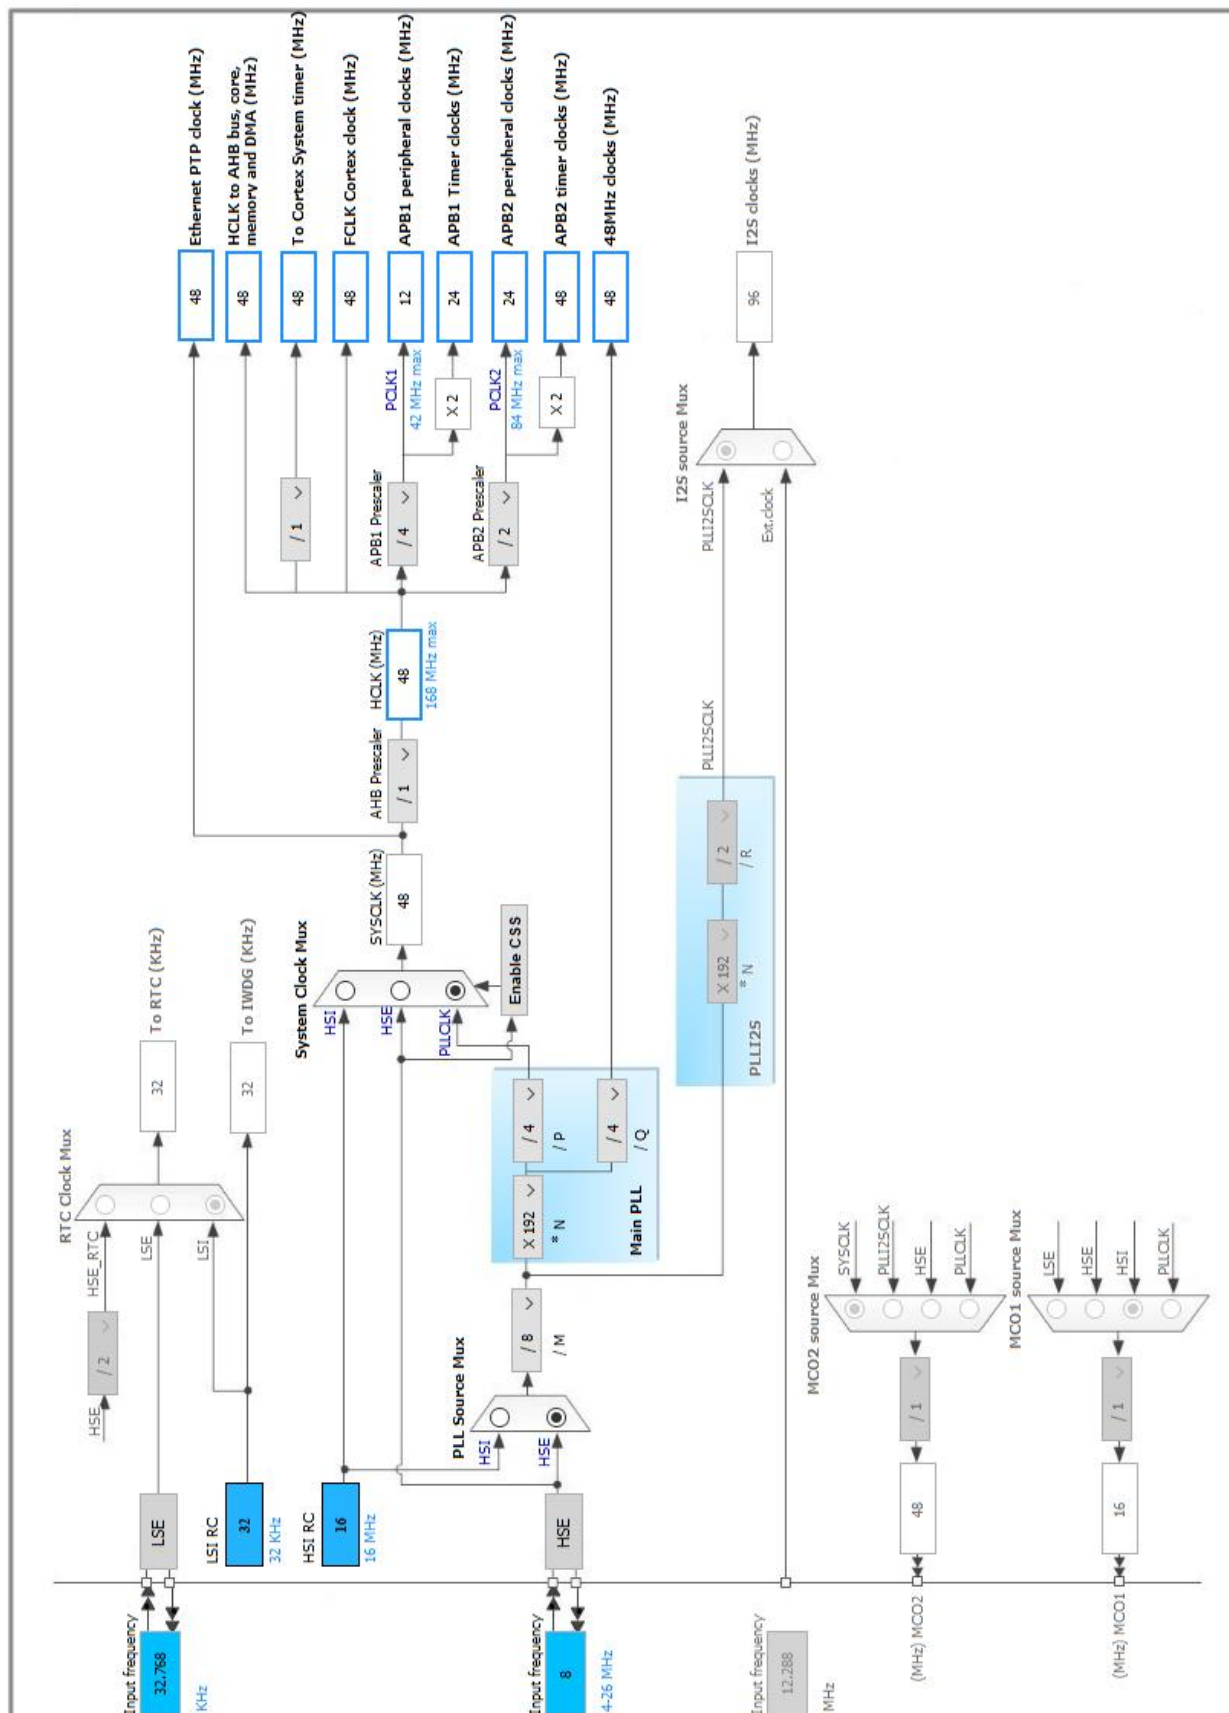 Input frequency
32.768
KHz
LSE
LSI RC
32
32 KHz
HSI RC
16
16 MHz
Input frequency
8
4-26 MHz
HSE
Input frequency
12.288
MHz
HSE
/ 2
HSE_RTC
RTC Clock Mux
LSE
LSI
32
To RTC (KHz)
32
To IWDG (KHz)
PLL Source Mux
HSI
HSE
/ 8
/ M
X 192
* N
/ 4
/ P
/ 4
/ Q
Main PLL
System Clock Mux
HSI
HSE
PLLCLK
Enable CSS
SYSCLK (MHz)
48
AHB Prescaler
/ 1
HCLK (MHz)
48
168 MHz max
/ 1
APB1 Prescaler
/ 4
PCLK1
42 MHz max
X 2
APB2 Prescaler
/ 2
PCLK2
84 MHz max
X 2
48
Ethernet PTP clock (MHz)
48
HCLK to AHB bus, core,
memory and DMA (MHz)
48
To Cortex System timer (MHz)
48
FCLK Cortex clock (MHz)
12
APB1 peripheral clocks (MHz)
24
APB1 Timer clocks (MHz)
24
APB2 peripheral clocks (MHz)
48
APB2 timer clocks (MHz)
48
48MHz clocks (MHz)
X 192
* N
/ 2
/ R
PLLI2S
PLLI2SCLK
I2S source Mux
PLLI2SCLK
Ext.clock
96
I2S clocks (MHz)
MCO2 source Mux
SYSCLK
PLLI2SCLK
HSE
PLLCLK
/ 1
48
(MHz) MCO2
MCO1 source Mux
LSE
HSE
HSI
PLLCLK
/ 1
16
(MHz) MCO1